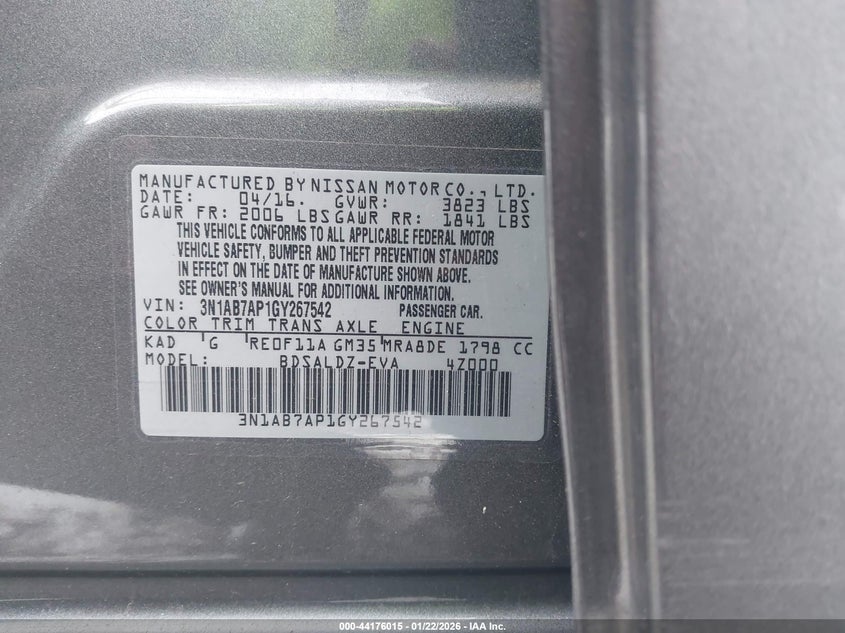 MANUFACTURED BY NISSAN MOTOR CO., LTD.
DATE: 04/16. GVWR: 3823 LBS
GAWR FR: 2006 LBS GAWR RR: 1841 LBS
THIS VEHICLE CONFORMS TO ALL APPLICABLE FEDERAL MOTOR
VEHICLE SAFETY, BUMPER AND THEFT PREVENTION STANDARDS
IN EFFECT ON THE DATE OF MANUFACTURE SHOWN ABOVE.
SEE OWNER'S MANUAL FOR ADDITIONAL INFORMATION.
VIN: 3N1AB7AP1GY267542 PASSENGER CAR.
COLOR TRIM TRANS AXLE ENGINE
KAD G RE0F11A GM35 MRA8DE 1798 CC
MODEL: BDSALDZ-EVA 4Z000
3N1AB7AP1GY267542
000-44176015 - 01/22/2026 - IAA Inc.